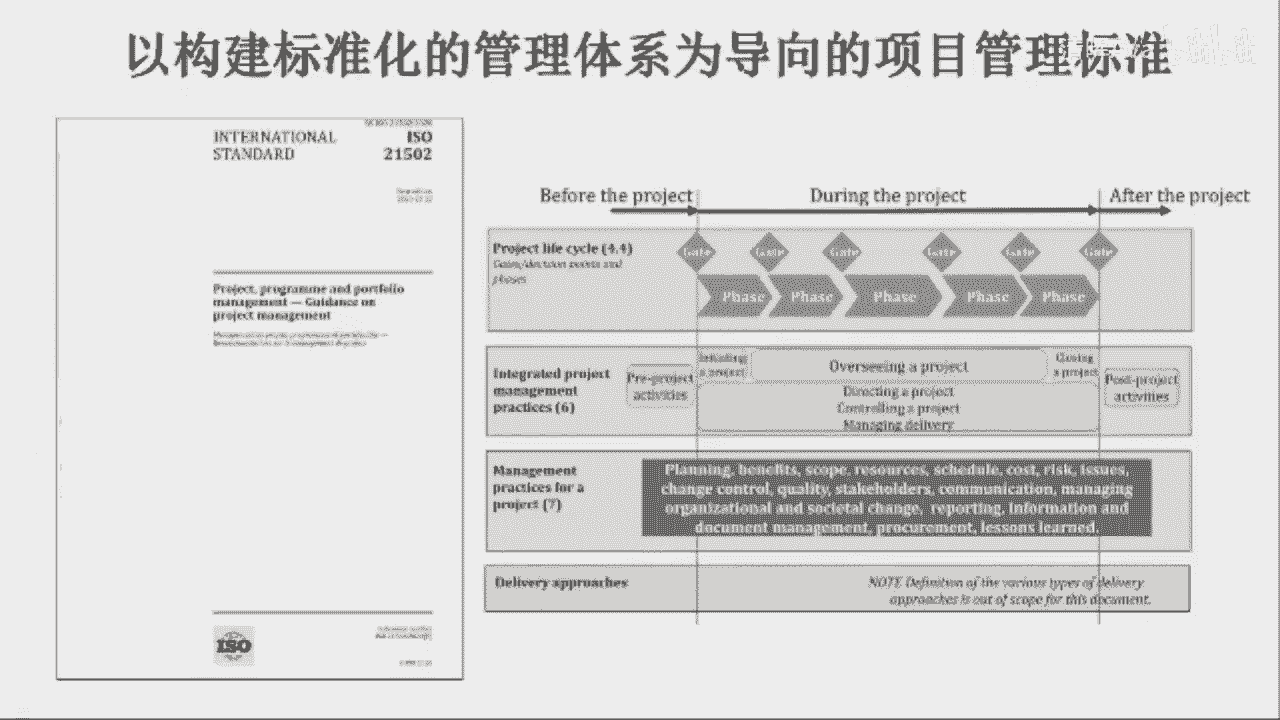 以构建标准化的管理体系为导向的项目管理标准
INTERNATIONAL
STANDARD
ISO
21502
Project, programme and portfolio
management — Guidance on
project management
ISO
Before the project
During the project
After the project
Project life cycle (4.4)
Gates/decision points and
phases
Gate
Gate
Gate
Gate
Gate
Gate
Phase
Phase
Phase
Phase
Phase
Integrated project
management
practices (6)
Pre-project
activities
Initiating
a project
Overseeing a project
Closing
a project
Directing a project
Controlling a project
Managing delivery
Post-project
activities
Management
practices for a
project (7)
Planning, benefits, scope, resources, schedule, cost, risk, issues,
change control, quality, stakeholders, communication, managing
organizational and societal change, reporting, information and
document management, procurement, lessons learned.
Delivery approaches
NOTE Definition of the various types of delivery
approaches is out of scope for this document.